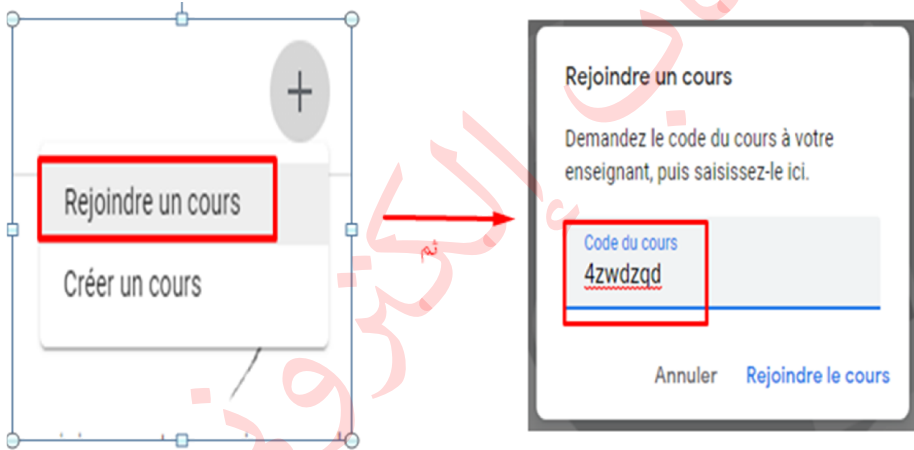 +
Rejoindre un cours
Créer un cours
ثم
Rejoindre un cours
Demandez le code du cours à votre
enseignant, puis saisissez-le ici.
Code du cours
4zwdzqd
Annuler Rejoindre le cours